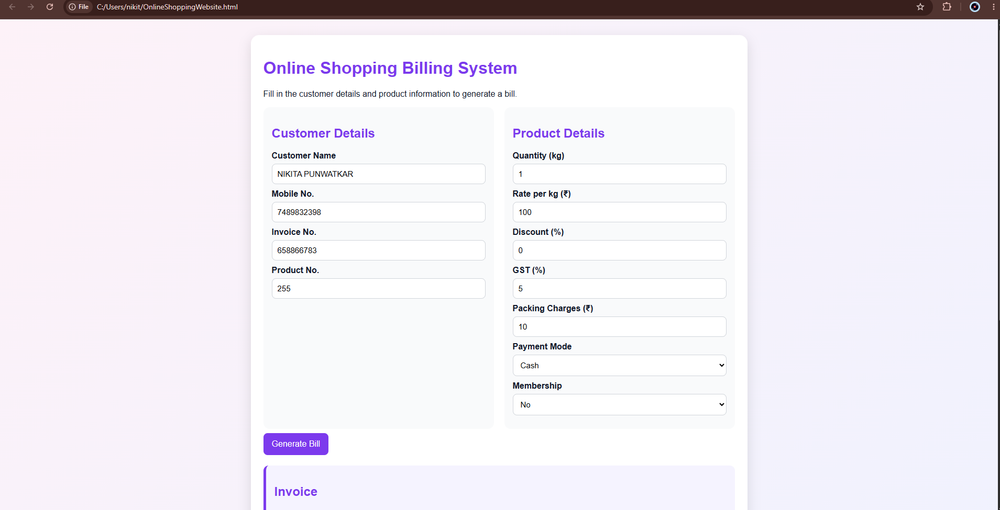 File C:/Users/nikit/OnlineShoppingWebsite.html
Online Shopping Billing System
Fill in the customer details and product information to generate a bill.
Customer Details
Customer Name
NIKITA PUNWATKAR
Mobile No.
7489832398
Invoice No.
658866783
Product No.
255
Product Details
Quantity (kg)
1
Rate per kg (₹)
100
Discount (%)
0
GST (%)
5
Packing Charges (₹)
10
Payment Mode
Cash
Membership
No
Generate Bill
Invoice